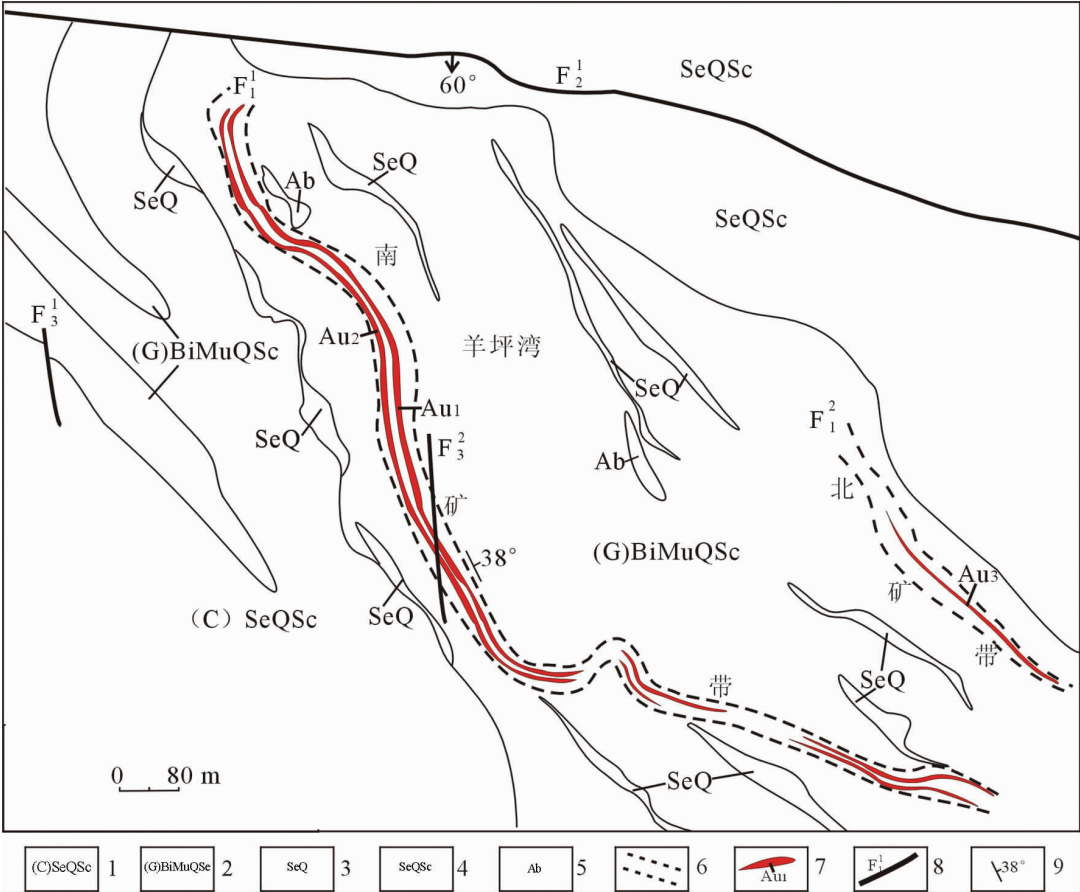 SeQSc
F₂¹
60°
F₁¹
SeQ
Ab
SeQ
SeQSc
南
F₃¹
Au₂
羊坪湾
(G)BiMuQSc
SeQ
Au₁
F₁²
SeQ
F₃²
Ab
北
矿
(G)BiMuQSc
38°
Au₃
矿
(C) SeQSc
SeQ
带
SeQ
带
0 80 m
SeQ
(C)SeQSc 1 (G)BiMuQSe 2 SeQ 3 SeQSc 4 Ab 5 6 Au₁ 7 F₁¹ 8 38° 9